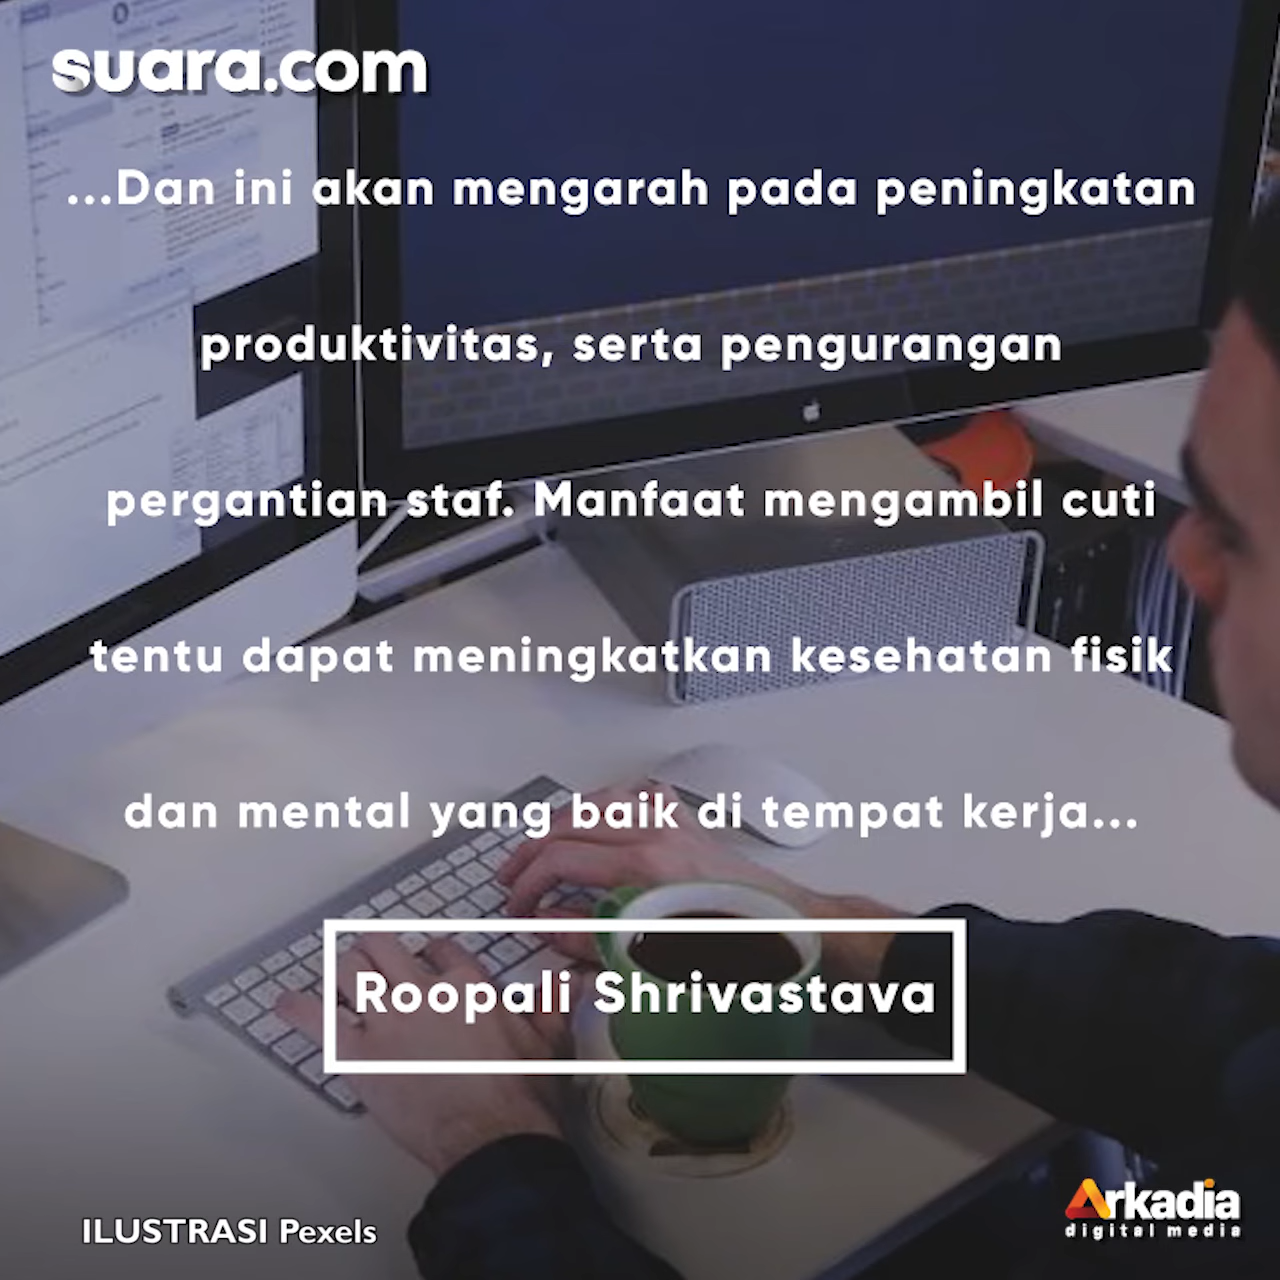 suara.com
...Dan ini akan mengarah pada peningkatan
produktivitas, serta pengurangan
pergantian staf. Manfaat mengambil cuti
tentu dapat meningkatkan kesehatan fisik
dan mental yang baik di tempat kerja...
Roopali Shrivastava
ILUSTRASI Pexels
Arkadia
digital media